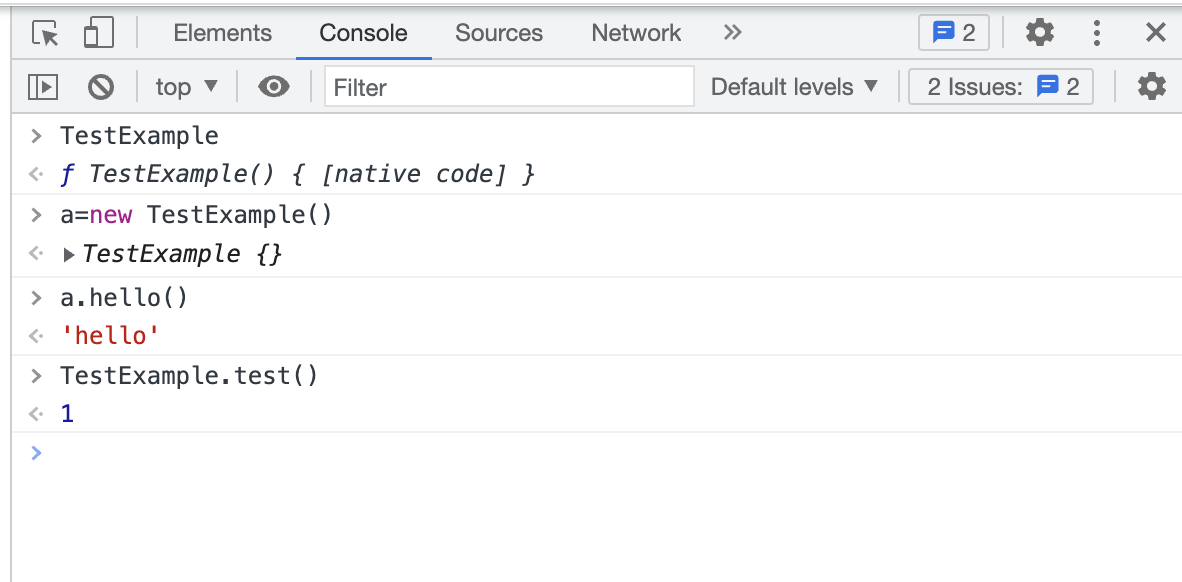 Elements Console Sources Network » 2
top ▼ Filter Default levels ▼ 2 Issues: 2
> TestExample
<· ƒ TestExample() { [native code] }
> a=new TestExample()
<· ▶ TestExample {}
> a.hello()
<· 'hello'
> TestExample.test()
<· 1
>